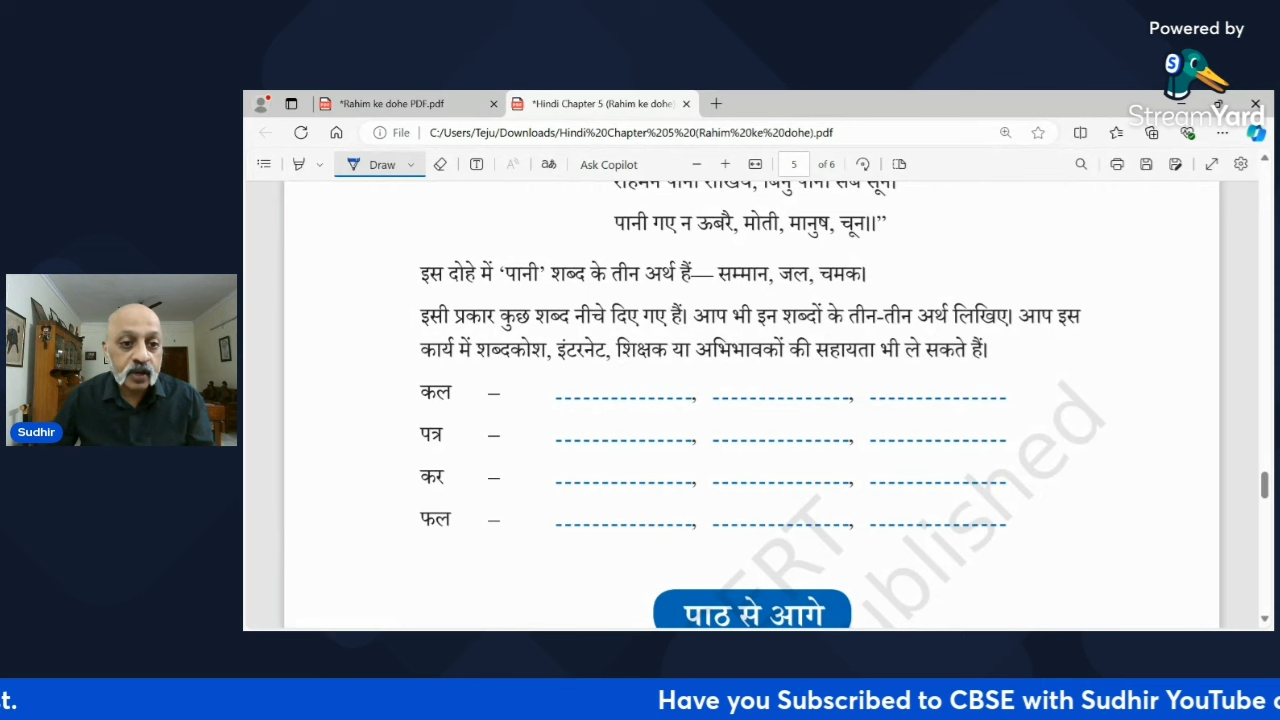 Powered by
StreamYard
*Rahim ke dohe PDF.pdf
*Hindi Chapter 5 (Rahim ke dohe)
File C:/Users/Teju/Downloads/Hindi%20Chapter%205%20(Rahim%20ke%20dohe).pdf
Draw Ask Copilot 5 of 6
पानी गए न ऊबरै, मोती, मानुष, चून।।”
इस दोहे में ‘पानी’ शब्द के तीन अर्थ हैं— सम्मान, जल, चमक।
इसी प्रकार कुछ शब्द नीचे दिए गए हैं। आप भी इन शब्दों के तीन-तीन अर्थ लिखिए। आप इस
कार्य में शब्दकोश, इंटरनेट, शिक्षक या अभिभावकों की सहायता भी ले सकते हैं।
कल – ---------------, ---------------, ---------------
पत्र – ---------------, ---------------, ---------------
कर – ---------------, ---------------, ---------------
फल – ---------------, ---------------, ---------------
पाठ से आगे
Sudhir
t. Have you Subscribed to CBSE with Sudhir YouTube